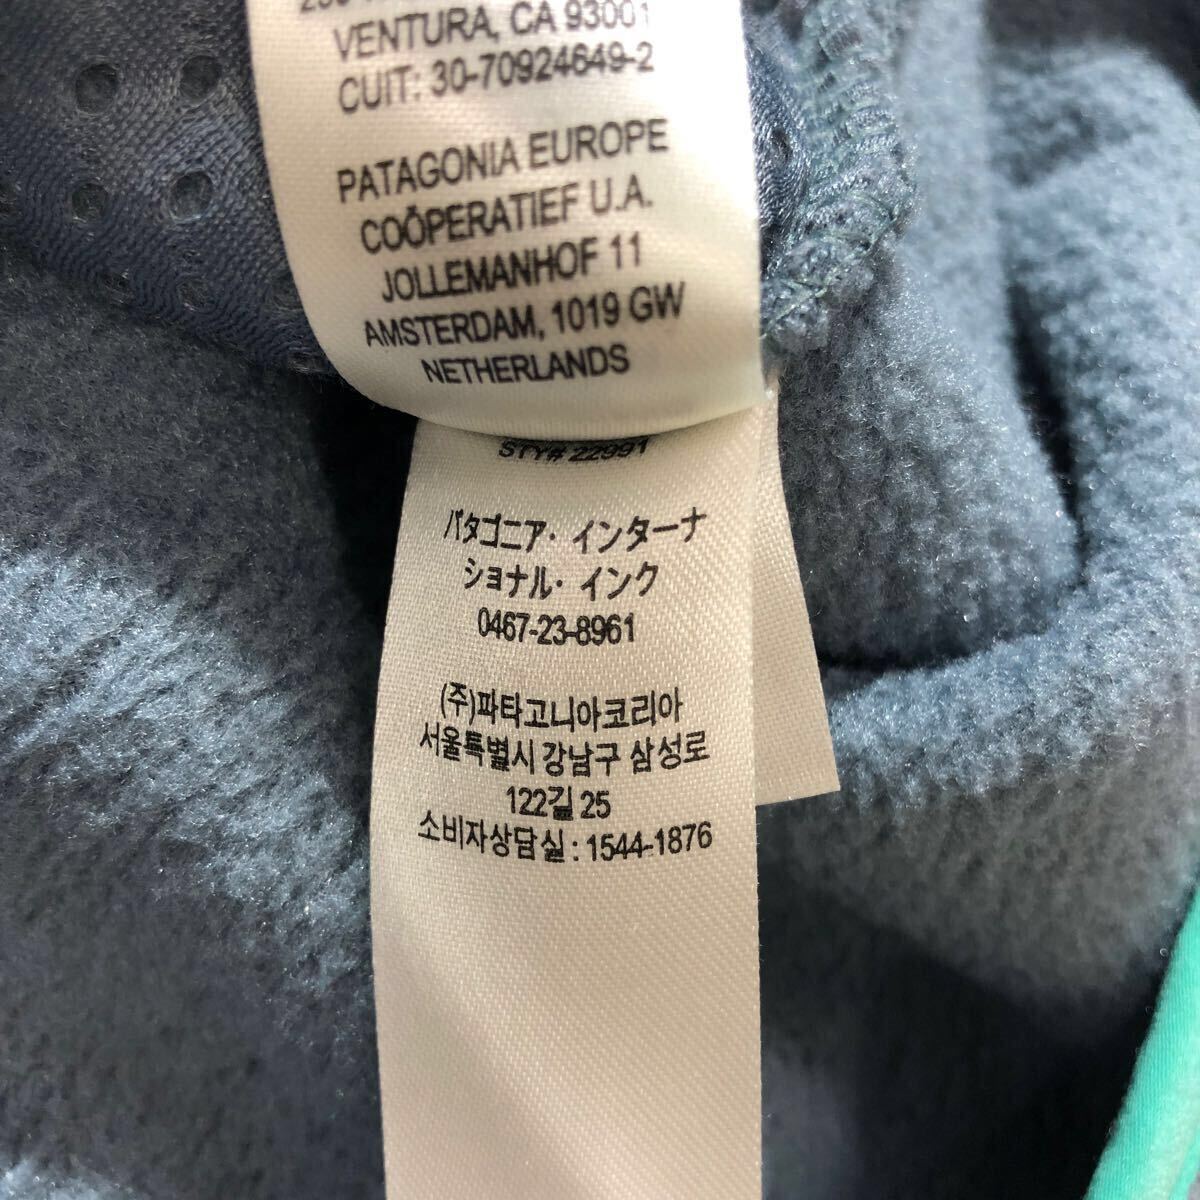 VENTURA, CA 93001
CUIT: 30-70924649-2
PATAGONIA EUROPE
COÖPERATIEF U.A.
JOLLEMANHOF 11
AMSTERDAM, 1019 GW
NETHERLANDS
STY# 22991
パタゴニア・インターナ
ショナル・インク
0467-23-8961
(주)파타고니아코리아
서울특별시 강남구 삼성로
122길 25
소비자상담실 : 1544-1876